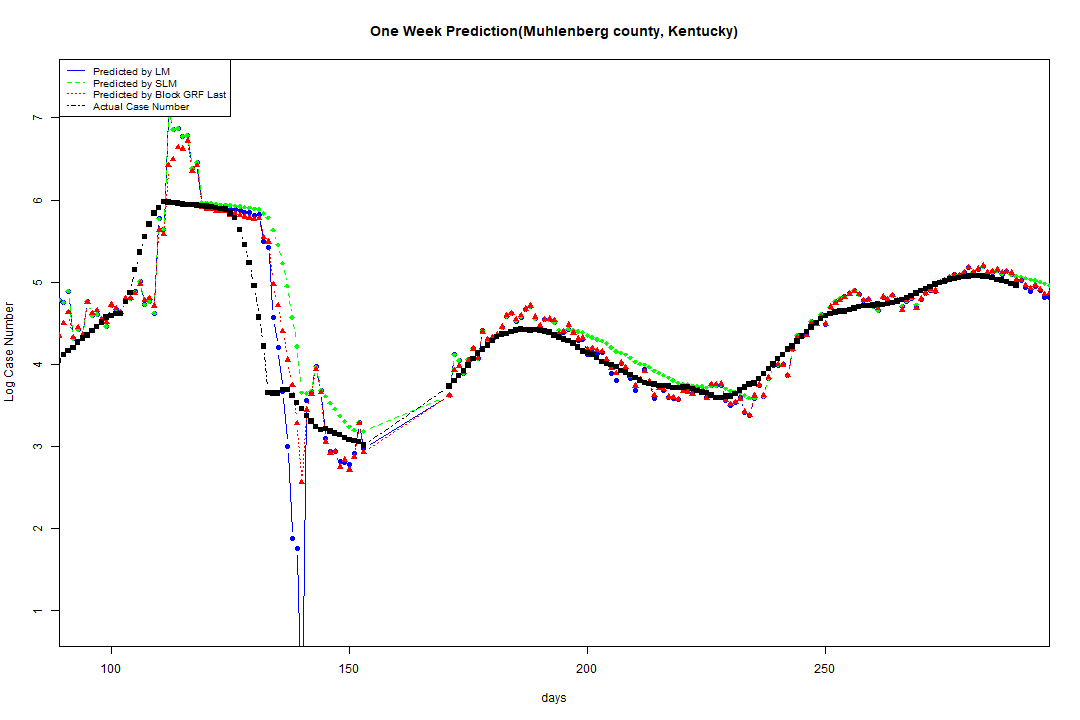 One Week Prediction(Muhlenberg county, Kentucky)
Predicted by LM
Predicted by SLM
Predicted by Block GRF Last
Actual Case Number
7
6
5
4
3
2
1
Log Case Number
100 150 200 250
days